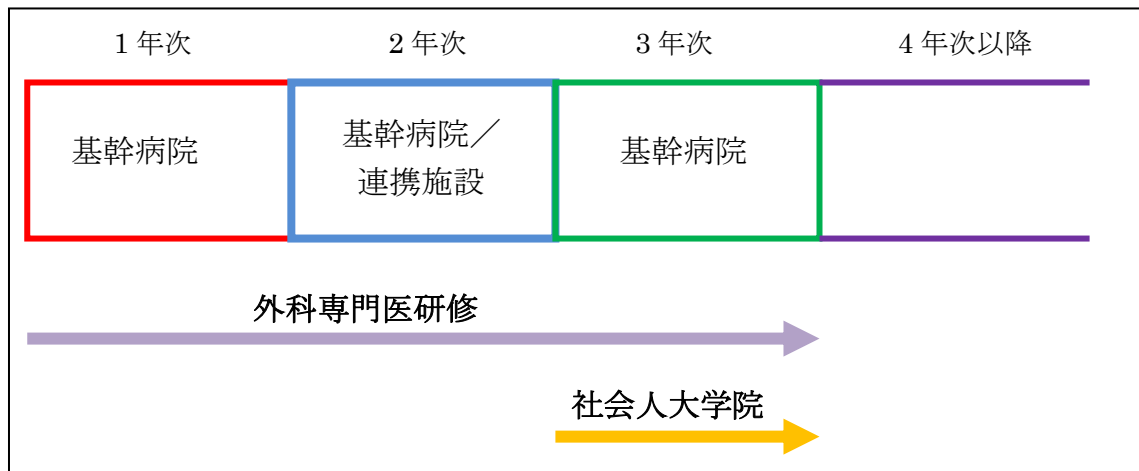 1年次
2年次
3年次
4年次以降
基幹病院
基幹病院／
連携施設
基幹病院
外科専門医研修
社会人大学院